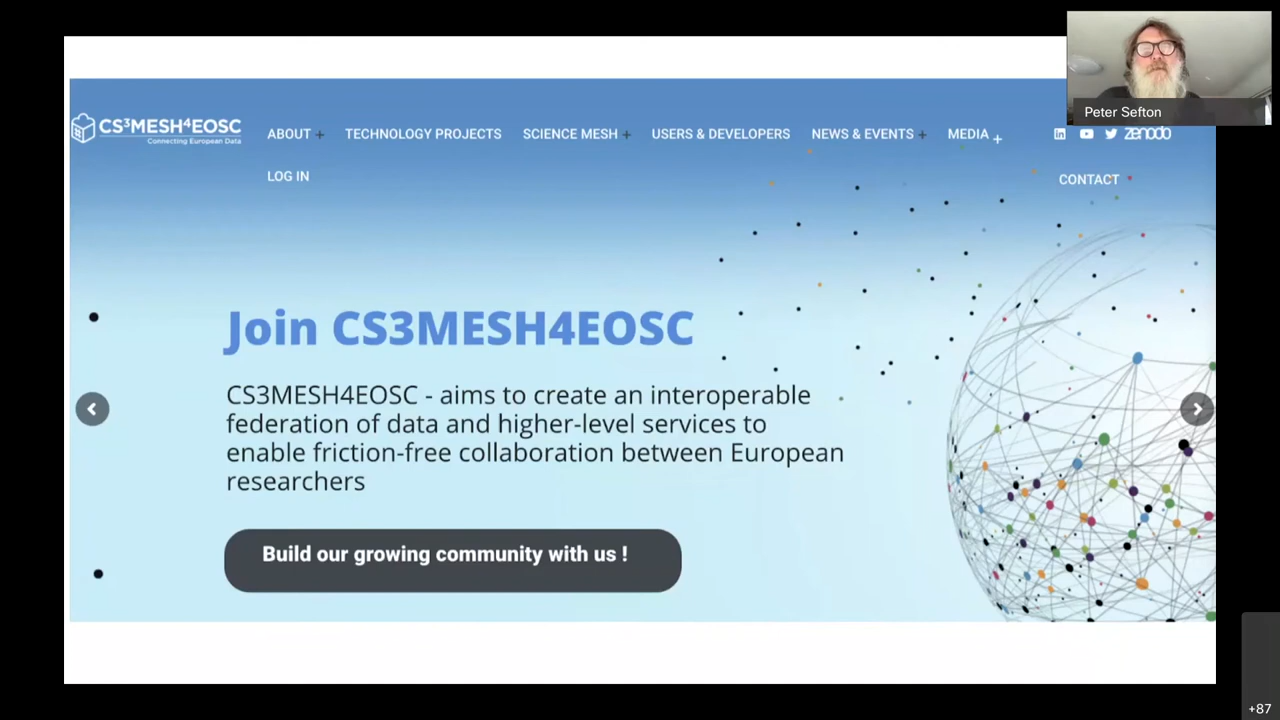 Peter Sefton
CS³MESH⁴EOSC
Connecting European Data
ABOUT +
TECHNOLOGY PROJECTS
SCIENCE MESH +
USERS & DEVELOPERS
NEWS & EVENTS +
MEDIA +
zenodo
LOG IN
CONTACT
Join CS3MESH4EOSC
CS3MESH4EOSC - aims to create an interoperable
federation of data and higher-level services to
enable friction-free collaboration between European
researchers
Build our growing community with us !
+87